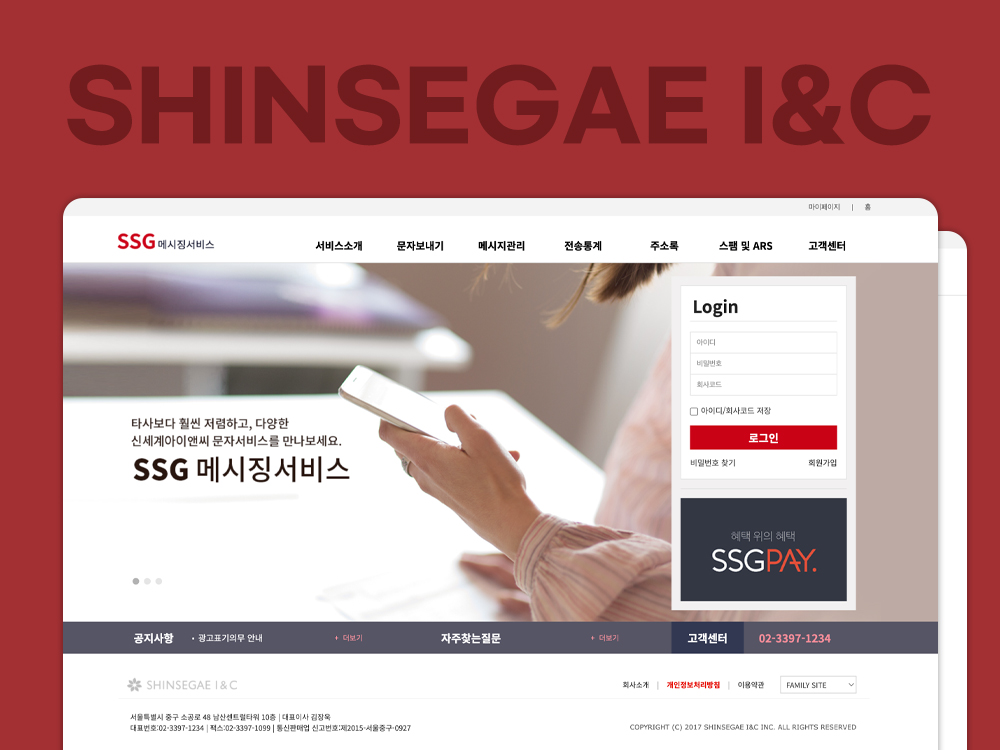 SHINSEGAE I&C
마이페이지 | 홈
SSG 메시징서비스
서비스소개 문자보내기 메시지관리 전송통계 주소록 스팸 및 ARS 고객센터
Login
아이디
비밀번호
회사코드
아이디/회사코드 저장
로그인
비밀번호 찾기 회원가입
타사보다 훨씬 저렴하고, 다양한
신세계아이앤씨 문자서비스를 만나보세요.
SSG 메시징서비스
혜택 위의 혜택
SSGPAY.
공지사항 • 광고표기의무 안내 + 더보기 자주찾는질문 + 더보기 고객센터 02-3397-1234
SHINSEGAE I&C 회사소개 | 개인정보처리방침 | 이용약관 FAMILY SITE
서울특별시 중구 소공로 48 남산센트럴타워 10층 | 대표이사 김장욱
대표번호:02-3397-1234 | 팩스:02-3397-1099 | 통신판매업 신고번호:제2015-서울중구-0927
COPYRIGHT (C) 2017 SHINSEGAE I&C INC. ALL RIGHTS RESERVED